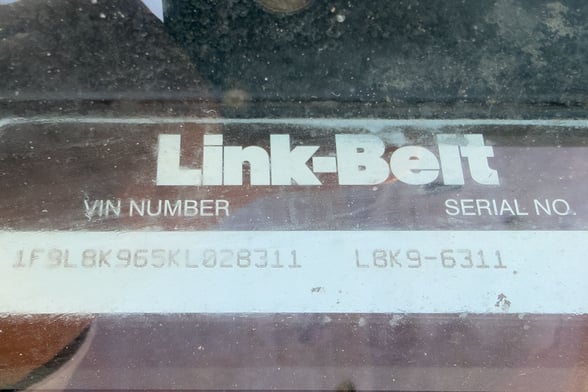 Link-Belt
VIN NUMBER SERIAL NO.
1F9L8K965KL028311 L8K9-6311